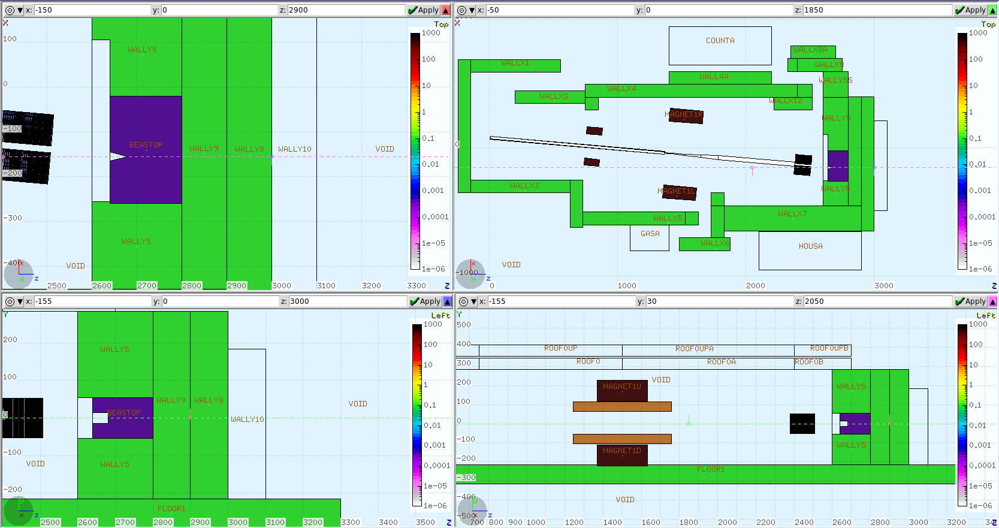 x: -150 y: 0 z: 2900 Apply
X Top
100
0
-100
-200
-300
-400
WALLY5
BEASTOP WALLY9 WALLY8 WALLY10 VOID
WALLY5
VOID
x y z
2500 2600 2700 2800 2900 3000 3100 3200 3300 Z
1000
100
10
1
0.1
0.01
0.001
0.0001
1e-05
1e-06
x: -50 y: 0 z: 1850 Apply
X Top
COUNTA
WALLX8A
WALLX1 WALLX8
WALL4A WALLY5S
WALLX4
WALLX2 WALLX12
MAGNET1R WALLY5
0
WALLX3 MAGNET1L WALLY5
WALLX5 WALLX7
GASA
WALLX6 HOUSA
VOID
-1000
x y z
0 1000 2000 3000 Z
1000
100
10
1
0.1
0.01
0.001
0.0001
1e-05
1e-06
x: -155 y: 0 z: 3000 Apply
Y Left
200
100
0
-100
-200
WALLY5
WALLY9 WALLY8 VOID
BEASTOP WALLY10
VOID WALLY5
FLOOR1
y x z
2500 2600 2700 2800 2900 3000 3100 3200 3300 3400 3500 Z
1000
100
10
1
0.1
0.01
0.001
0.0001
1e-05
1e-06
x: -155 y: 30 z: 2050 Apply
Y Left
500
400
300
200
100
0
-100
-200
-300
-400
-500
ROOFOUP ROOFOUPA ROOFOUPB
ROOFO ROOFOA ROOFOB
VOID
MAGNET1U WALLY5
MAGNET1D WALLY5
FLOOR1
VOID
y x z
700 800 900 1000 1200 1400 1600 1800 2000 2200 2400 2600 2800 3000 3200 Z
1000
100
10
1
0.1
0.01
0.001
0.0001
1e-05
1e-06